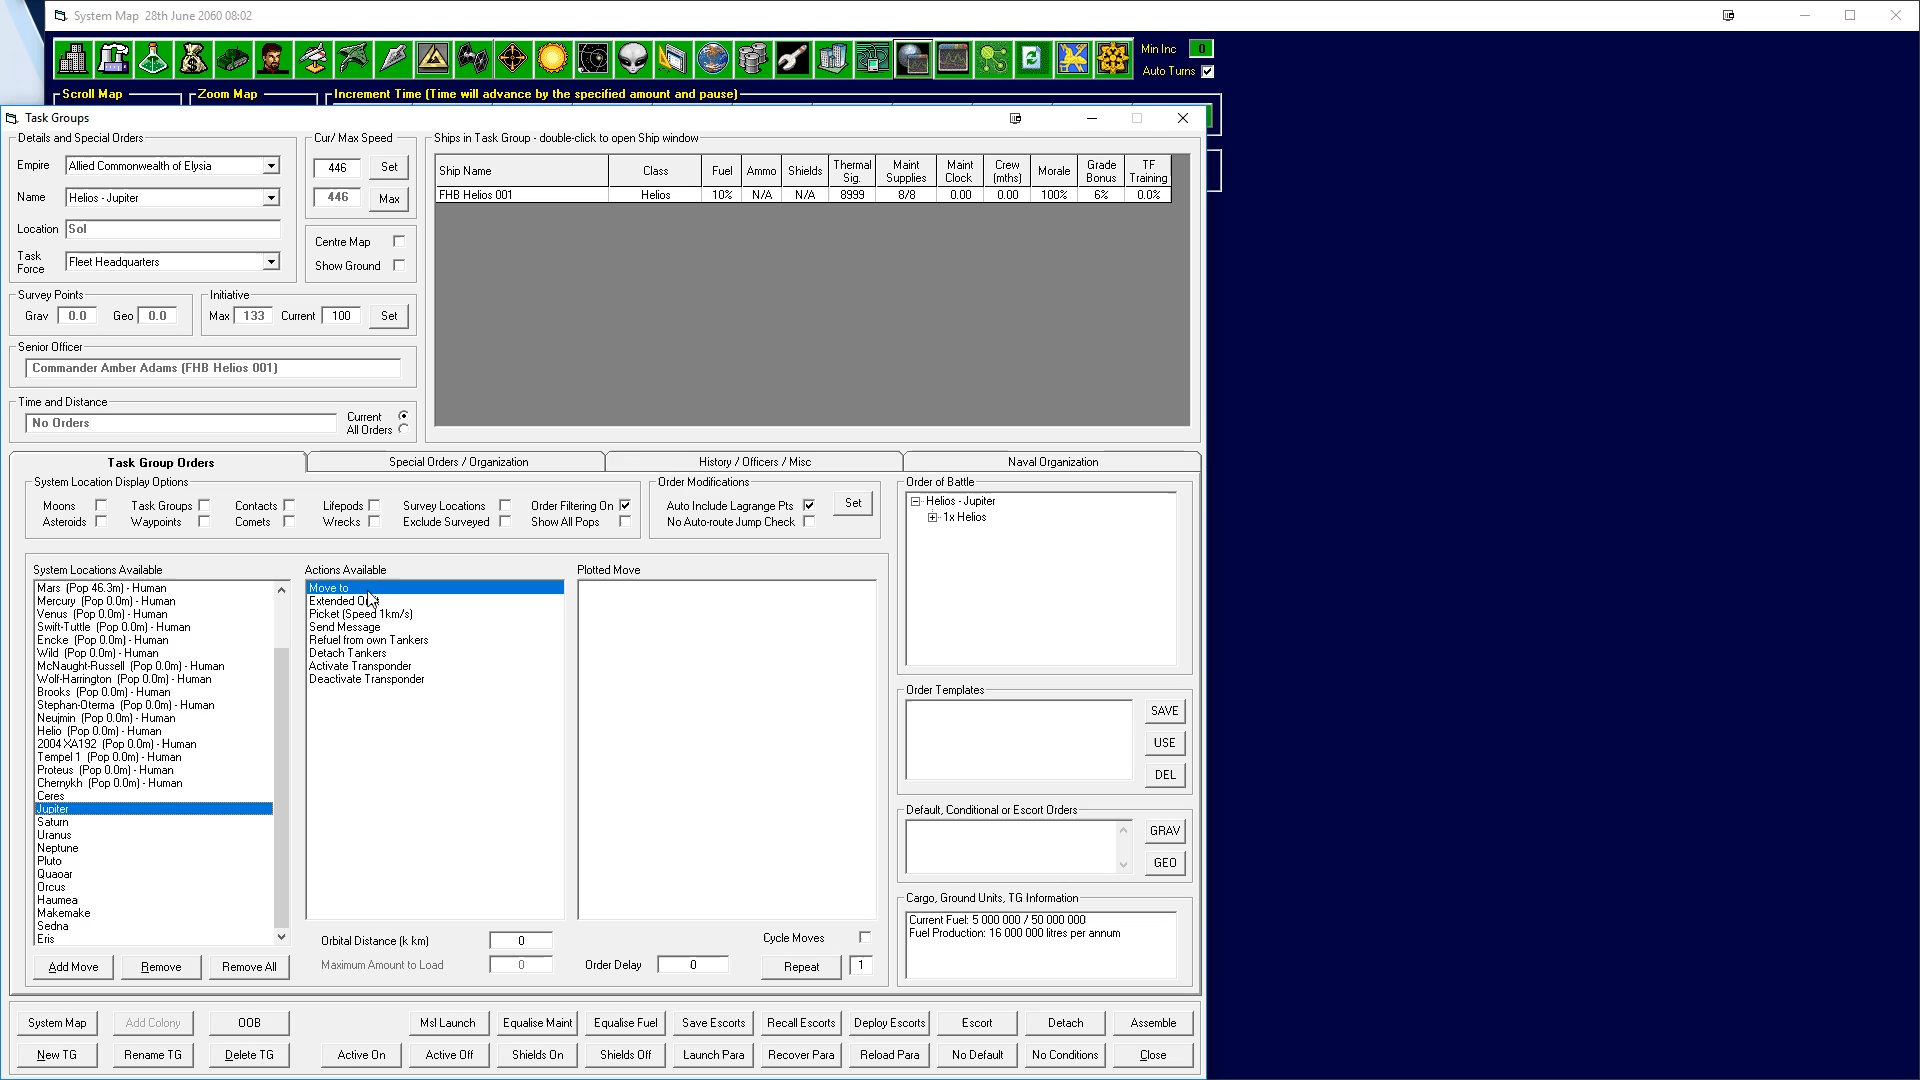 System Map  28th June 2060 08:02
Min Inc 0
Auto Turns
Scroll Map
Zoom Map
Increment Time (Time will advance by the specified amount and pause)
Task Groups
Details and Special Orders
Empire Allied Commonwealth of Elysia
Name Helios - Jupiter
Location Sol
Task Force Fleet Headquarters
Cur/ Max Speed
446 Set
446 Max
Centre Map
Show Ground
Ships in Task Group - double-click to open Ship window
Ship Name Class Fuel Ammo Shields Thermal Sig. Maint Supplies Maint Clock Crew (mths) Morale Grade Bonus TF Training
FHB Helios 001 Helios 10% N/A N/A 8999 8/8 0.00 0.00 100% 6% 0.0%
Survey Points
Grav 0.0 Geo 0.0
Initiative
Max 133 Current 100 Set
Senior Officer
Commander Amber Adams (FHB Helios 001)
Time and Distance
No Orders
Current
All Orders
Task Group Orders
Special Orders / Organization
History / Officers / Misc
Naval Organization
System Location Display Options
Moons Task Groups Contacts Lifepods Survey Locations Order Filtering On
Asteroids Waypoints Comets Wrecks Exclude Surveyed Show All Pops
Order Modifications
Auto Include Lagrange Pts
No Auto-route Jump Check
Set
Order of Battle
Helios - Jupiter
1x Helios
System Locations Available
Mars (Pop 46.3m) - Human
Mercury (Pop 0.0m) - Human
Venus (Pop 0.0m) - Human
Swift-Tuttle (Pop 0.0m) - Human
Encke (Pop 0.0m) - Human
Wild (Pop 0.0m) - Human
McNaught-Russell (Pop 0.0m) - Human
Wolf-Harrington (Pop 0.0m) - Human
Brooks (Pop 0.0m) - Human
Stephan-Oterma (Pop 0.0m) - Human
Neujmin (Pop 0.0m) - Human
Helio (Pop 0.0m) - Human
2004 XA192 (Pop 0.0m) - Human
Tempel 1 (Pop 0.0m) - Human
Proteus (Pop 0.0m) - Human
Chernykh (Pop 0.0m) - Human
Ceres
Jupiter
Saturn
Uranus
Neptune
Pluto
Quaoar
Orcus
Haumea
Makemake
Sedna
Eris
Actions Available
Move to
Extended
Picket (Speed 1km/s)
Send Message
Refuel from own Tankers
Detach Tankers
Activate Transponder
Deactivate Transponder
Plotted Move
Order Templates
SAVE
USE
DEL
Default, Conditional or Escort Orders
GRAV
GEO
Cargo, Ground Units, TG Information
Current Fuel: 5 000 000 / 50 000 000
Fuel Production: 16 000 000 litres per annum
Orbital Distance (k km) 0
Maximum Amount to Load 0
Order Delay 0
Cycle Moves
Repeat 1
Add Move Remove Remove All
System Map Add Colony OOB Msl Launch Equalise Maint Equalise Fuel Save Escorts Recall Escorts Deploy Escorts Escort Detach Assemble
New TG Rename TG Delete TG Active On Active Off Shields On Shields Off Launch Para Recover Para Reload Para No Default No Conditions Close